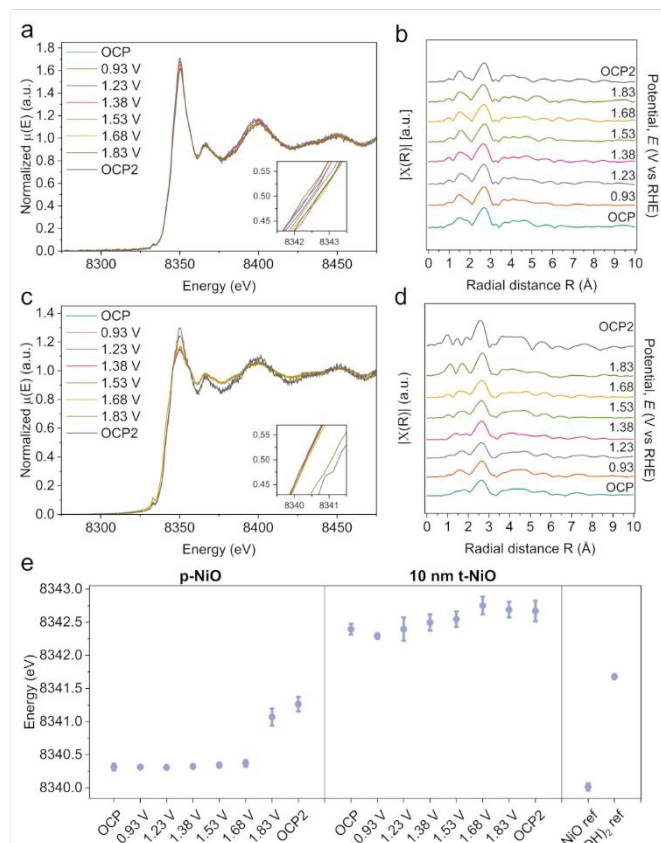 a
Normalized μ(E) (a.u.)
1.8
1.6
1.4
1.2
1.0
0.8
0.6
0.4
0.2
0.0
OCP
0.93 V
1.23 V
1.38 V
1.53 V
1.68 V
1.83 V
OCP2
0.55
0.50
0.45
8342 8343
8300 8350 8400 8450
Energy (eV)
b
|X(R)| [a.u.]
OCP2
1.83
1.68
1.53
1.38
1.23
0.93
OCP
Potential, E (V vs RHE)
0 1 2 3 4 5 6 7 8 9 10
Radial distance R (Å)
c
Normalized μ(E) (a.u.)
1.4
1.2
1.0
0.8
0.6
0.4
0.2
0.0
OCP
0.93 V
1.23 V
1.38 V
1.53 V
1.68 V
1.83 V
OCP2
0.55
0.50
0.45
8340 8341
8300 8350 8400 8450
Energy (eV)
d
|X(R)| (a.u.)
OCP2
1.83
1.68
1.53
1.38
1.23
0.93
OCP
Potential, E (V vs RHE)
0 1 2 3 4 5 6 7 8 9 10
Radial distance R (Å)
e
p-NiO 10 nm t-NiO
Energy (eV)
8343.0
8342.5
8342.0
8341.5
8341.0
8340.5
8340.0
OCP 0.93 V 1.23 V 1.38 V 1.53 V 1.68 V 1.83 V OCP2 OCP 0.93 V 1.23 V 1.38 V 1.53 V 1.68 V 1.83 V OCP2 NiO ref OH)₂ ref